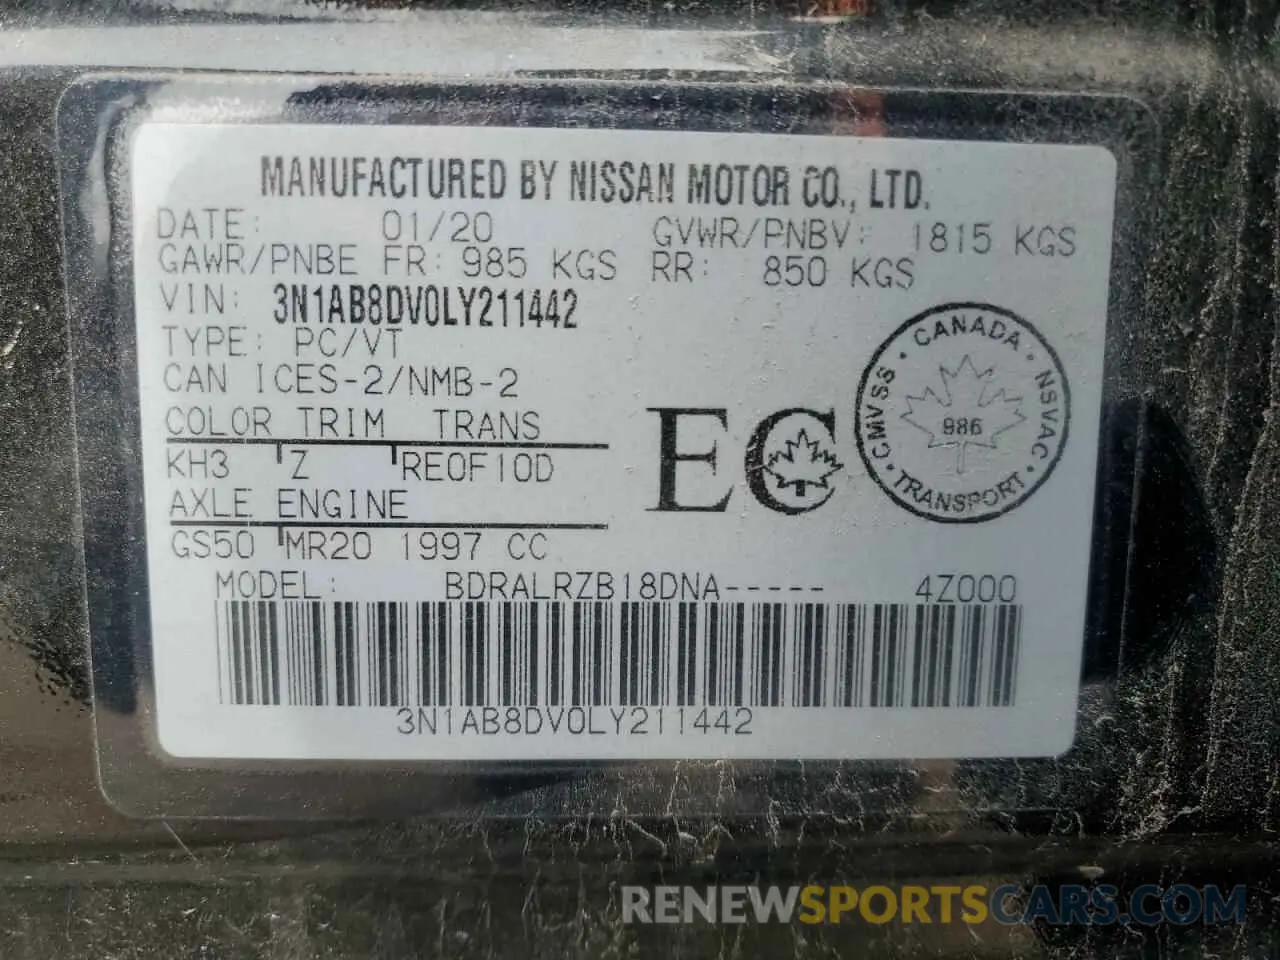 MANUFACTURED BY NISSAN MOTOR CO., LTD.
DATE: 01/20 GVWR/PNBV: 1815 KGS
GAWR/PNBE FR: 985 KGS RR: 850 KGS
VIN: 3N1AB8DV0LY211442
TYPE: PC/VT
CAN ICES-2/NMB-2
COLOR TRIM TRANS
KH3 Z RE0F10D
AXLE ENGINE
GS50 MR20 1997 CC
EC
CANADA · NSVAC · TRANSPORT · CMVSS ·
986
MODEL: BDRALRZB18DNA----- 4Z000
3N1AB8DV0LY211442
RENEWSPORTSCARS.COM